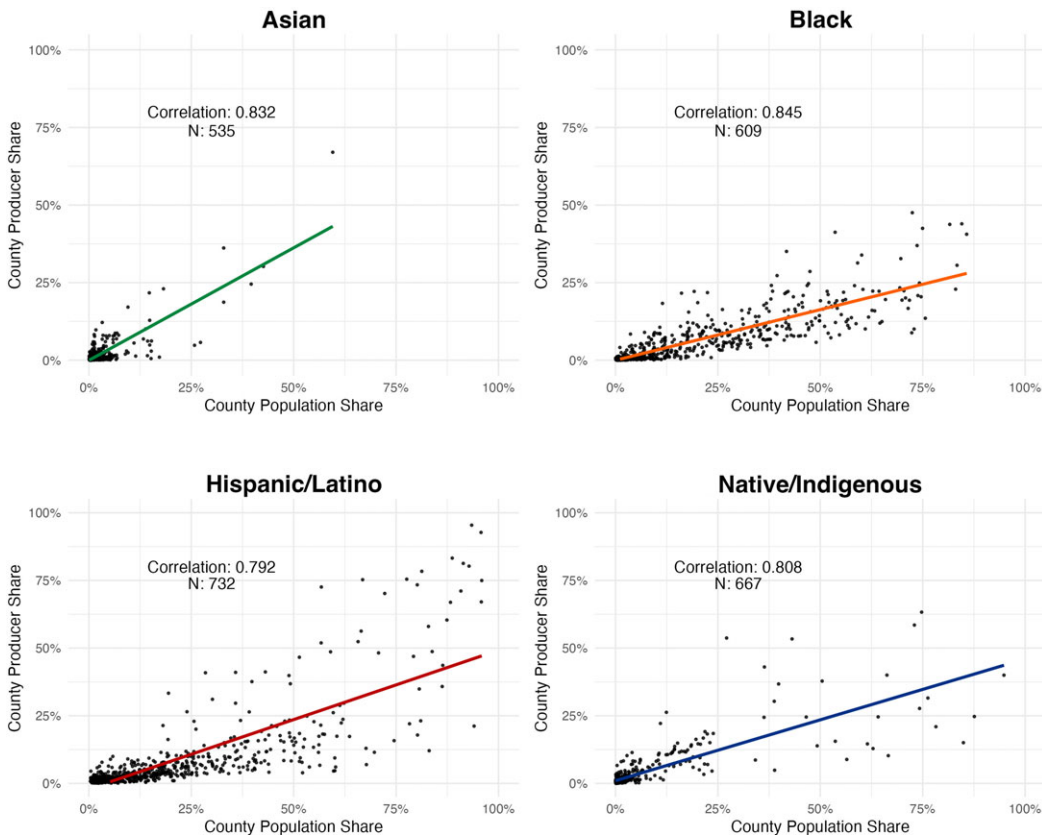 Asian
100%
75%
50%
25%
0%
County Producer Share
Correlation: 0.832
N: 535
0% 25% 50% 75% 100%
County Population Share
Black
100%
75%
50%
25%
0%
County Producer Share
Correlation: 0.845
N: 609
0% 25% 50% 75% 100%
County Population Share
Hispanic/Latino
100%
75%
50%
25%
0%
County Producer Share
Correlation: 0.792
N: 732
0% 25% 50% 75% 100%
County Population Share
Native/Indigenous
100%
75%
50%
25%
0%
County Producer Share
Correlation: 0.808
N: 667
0% 25% 50% 75% 100%
County Population Share